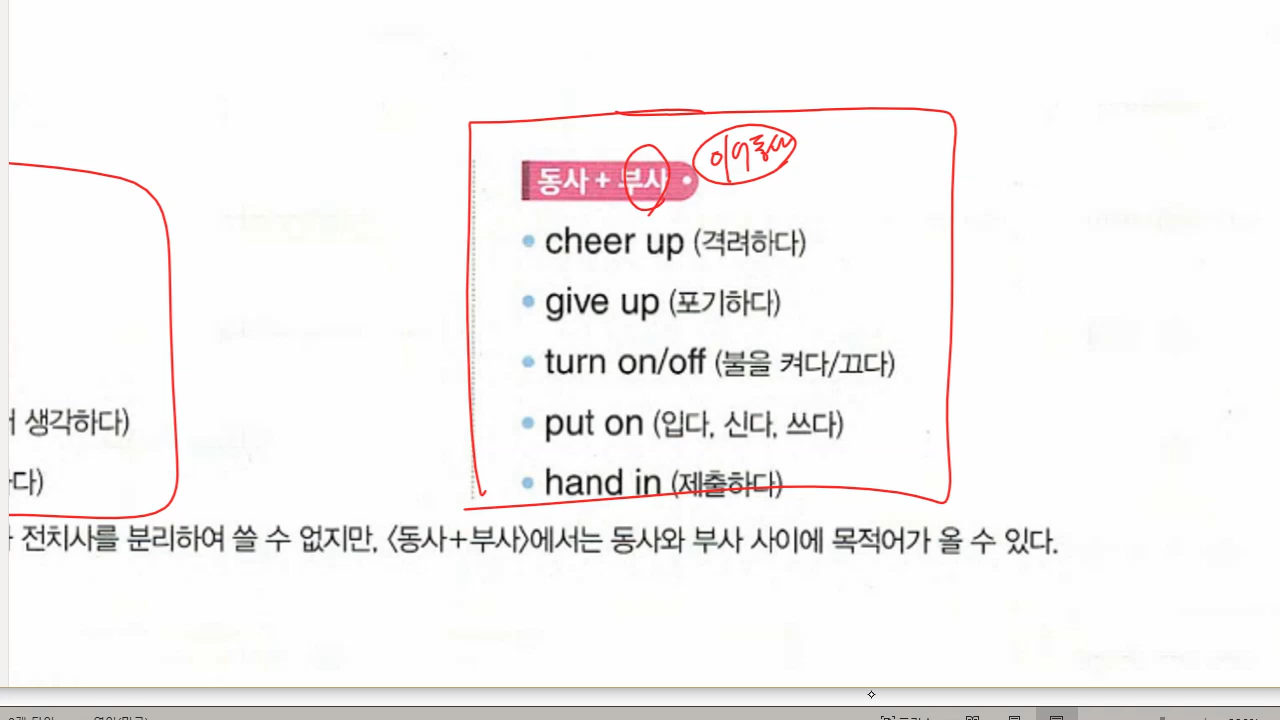 동사 + 부사
이어동사
cheer up (격려하다)
give up (포기하다)
turn on/off (불을 켜다/끄다)
put on (입다, 신다, 쓰다)
hand in (제출하다)
생각하다)
다)
전치사를 분리하여 쓸 수 없지만, 〈동사+부사〉에서는 동사와 부사 사이에 목적어가 올 수 있다.